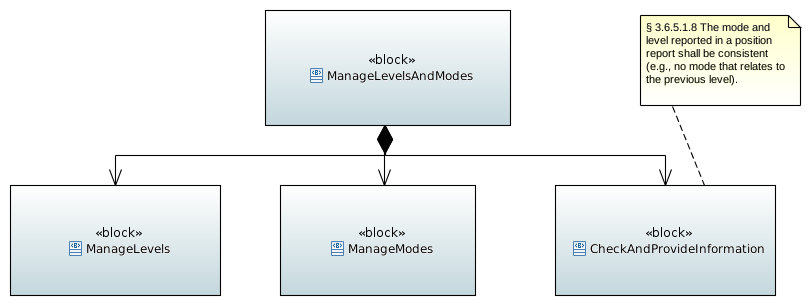 «block»
ManageLevelsAndModes
§ 3.6.5.1.8 The mode and
level reported in a position
report shall be consistent
(e.g., no mode that relates to
the previous level).
«block»
ManageLevels
«block»
ManageModes
«block»
CheckAndProvideInformation